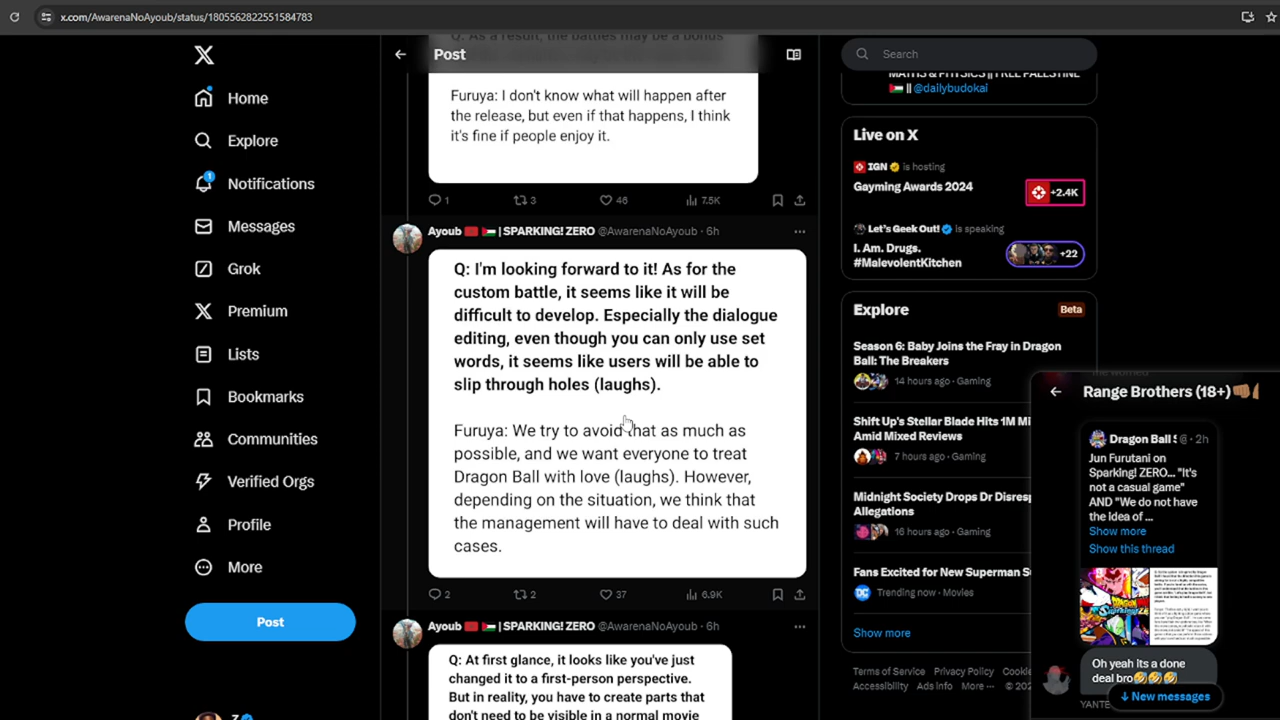 x.com/AwarenaNoAyoub/status/1805562822551584783
Home
Explore
1
Notifications
Messages
Grok
Premium
Lists
Bookmarks
Communities
Verified Orgs
Profile
More
Post
Z
Post
Q: As a result, the battles may be a bonus
Furuya: I don't know what will happen after
the release, but even if that happens, I think
it's fine if people enjoy it.
1 3 46 7.5K
Ayoub | SPARKING! ZERO @AwarenaNoAyoub · 6h
Q: I'm looking forward to it! As for the
custom battle, it seems like it will be
difficult to develop. Especially the dialogue
editing, even though you can only use set
words, it seems like users will be able to
slip through holes (laughs).
Furuya: We try to avoid that as much as
possible, and we want everyone to treat
Dragon Ball with love (laughs). However,
depending on the situation, we think that
the management will have to deal with such
cases.
2 2 37 6.9K
Ayoub | SPARKING! ZERO @AwarenaNoAyoub · 6h
Q: At first glance, it looks like you've just
changed it to a first-person perspective.
But in reality, you have to create parts that
don't need to be visible in a normal movie
Search
MATHS & PHYSICS || FREE PALESTINE
|| @dailybudokai
Live on X
IGN is hosting
Gayming Awards 2024
+2.4K
Let's Geek Out! is speaking
I. Am. Drugs.
#MalevolentKitchen
+22
Explore
Beta
Season 6: Baby Joins the Fray in Dragon
Ball: The Breakers
14 hours ago · Gaming
Shift Up's Stellar Blade Hits 1M
Amid Mixed Reviews
6 hours ago · Gaming
Midnight Society Drops Dr
Allegations
16 hours ago · Gaming
Fans Excited for New Superman
Trending now · Movies
Show more
Terms of Service Privacy Policy
Accessibility Ads info More ··· ©
Range Brothers (18+)
Dragon Ball @ · 2h
Jun Furutani on
Sparking! ZERO... "It's
not a casual game"
AND "We do not have
the idea of ...
Show more
Show this thread
Oh yeah its a done
deal bro
New messages
YANTE